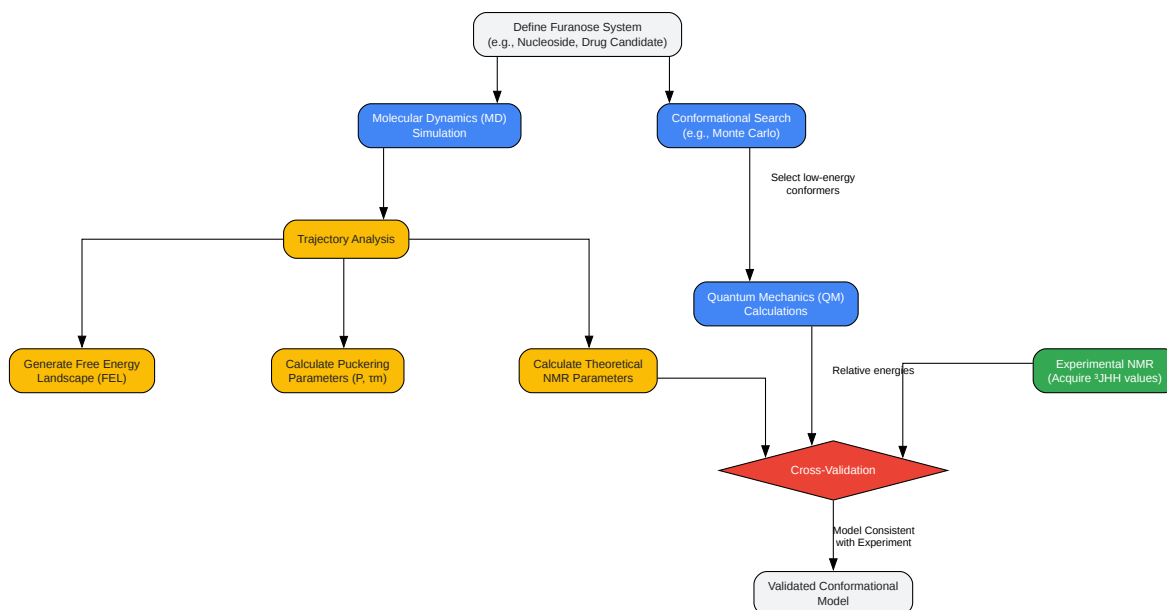 Define Furanose System
(e.g., Nucleoside, Drug Candidate)
Molecular Dynamics (MD)
Simulation
Conformational Search
(e.g., Monte Carlo)
Select low-energy
conformers
Trajectory Analysis
Quantum Mechanics (QM)
Calculations
Generate Free Energy
Landscape (FEL)
Calculate Puckering
Parameters (P, τm)
Calculate Theoretical
NMR Parameters
Relative energies
Experimental NMR
(Acquire ³JHH values)
Cross-Validation
Model Consistent
with Experiment
Validated Conformational
Model